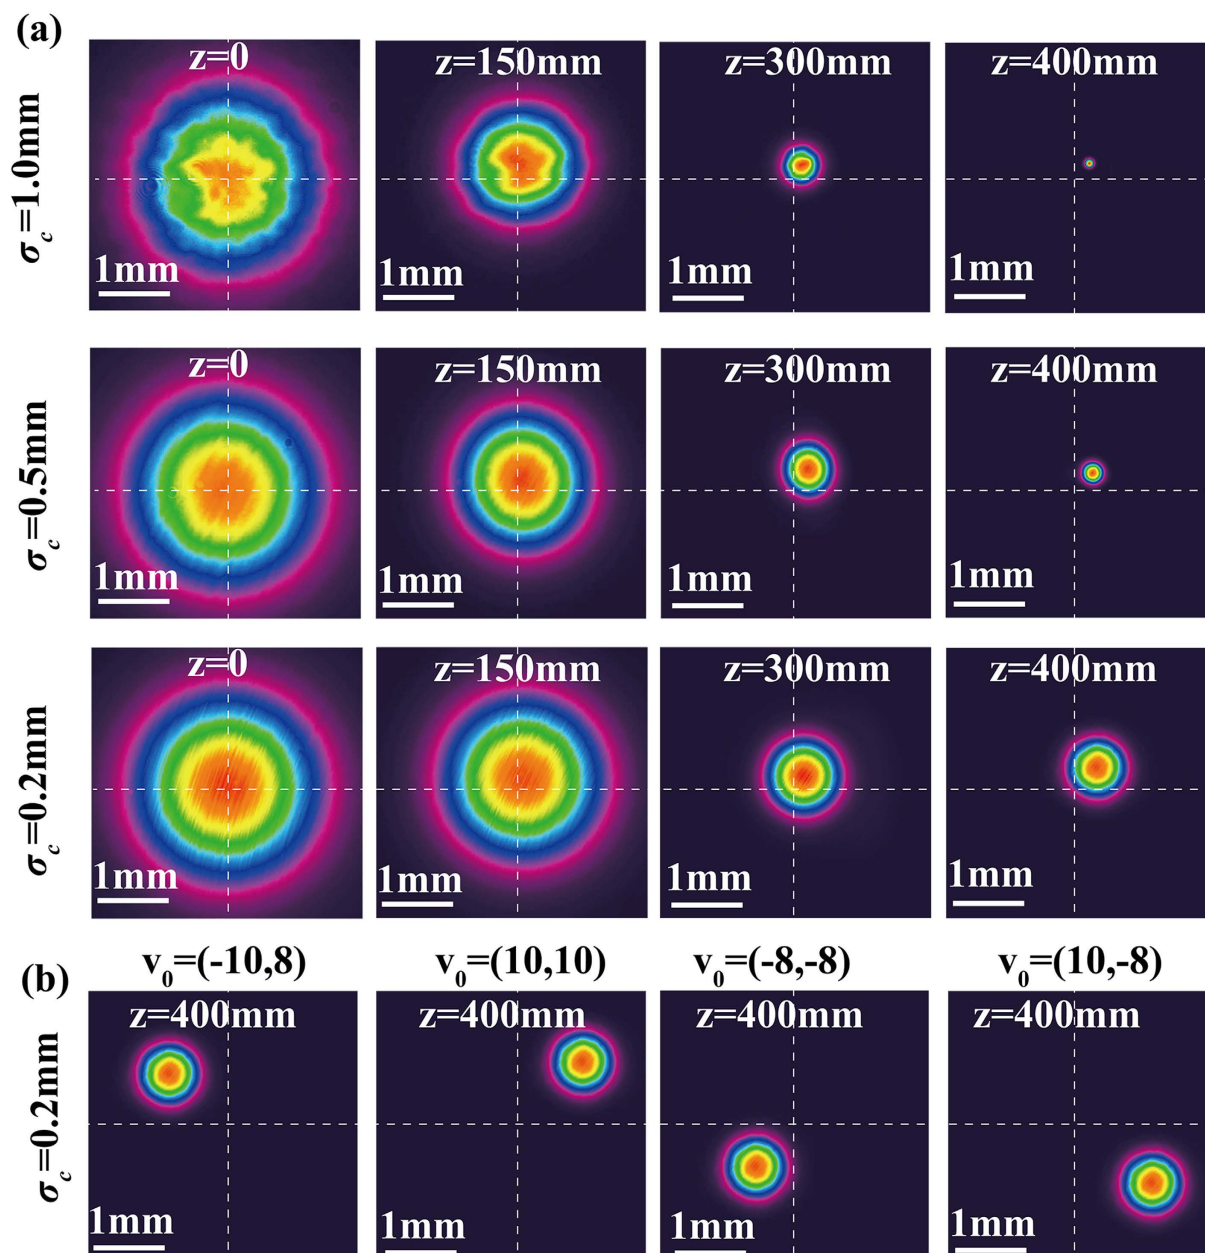 (a)
σc=1.0mm
z=0
z=150mm
z=300mm
z=400mm
1mm
1mm
1mm
1mm
σc=0.5mm
z=0
z=150mm
z=300mm
z=400mm
1mm
1mm
1mm
1mm
σc=0.2mm
z=0
z=150mm
z=300mm
z=400mm
1mm
1mm
1mm
1mm
(b)
v0=(-10,8)
v0=(10,10)
v0=(-8,-8)
v0=(10,-8)
σc=0.2mm
z=400mm
z=400mm
z=400mm
z=400mm
1mm
1mm
1mm
1mm